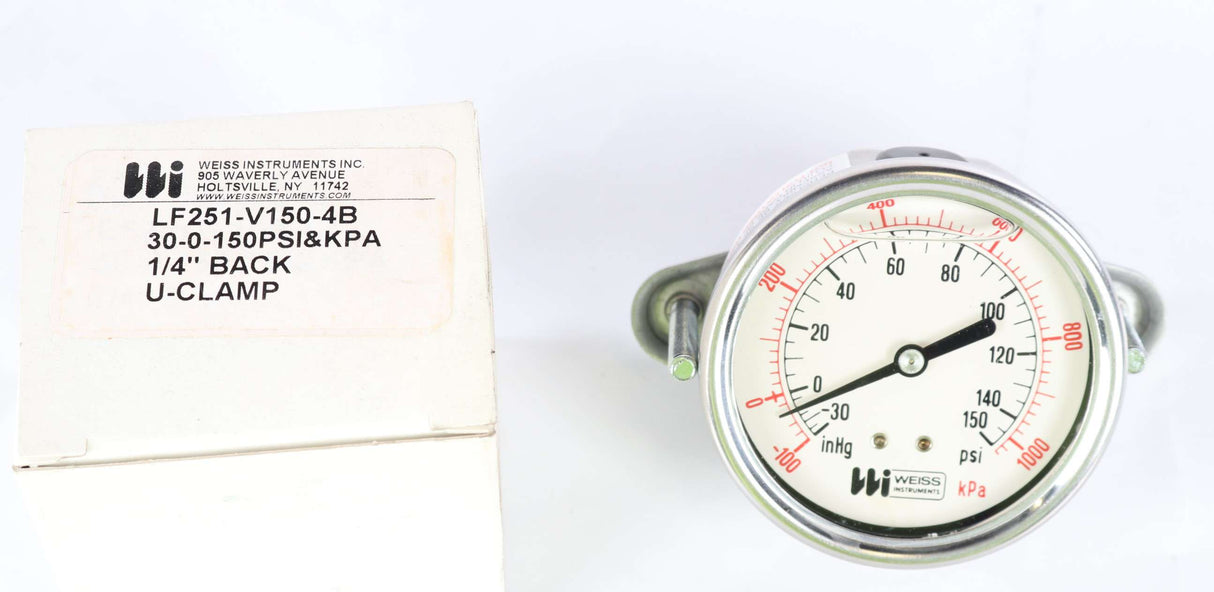 WEISS INSTRUMENTS INC.
905 WAVERLY AVENUE
HOLTSVILLE, NY 11742
WWW.WEISSINSTRUMENTS.COM
LF251-V150-4B
30-0-150PSI&KPA
1/4" BACK
U-CLAMP
400
200
800
0
-100
1000
60
80
40
100
20
120
0
140
-30
150
inHg
psi
WEISS
INSTRUMENTS
kPa